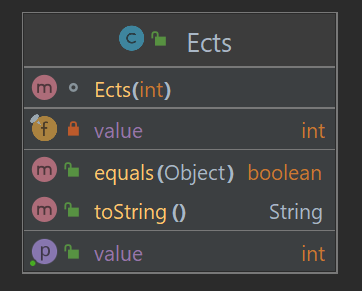 C Ects
m Ects(int)
f value int
m equals(Object) boolean
m toString() String
p value int